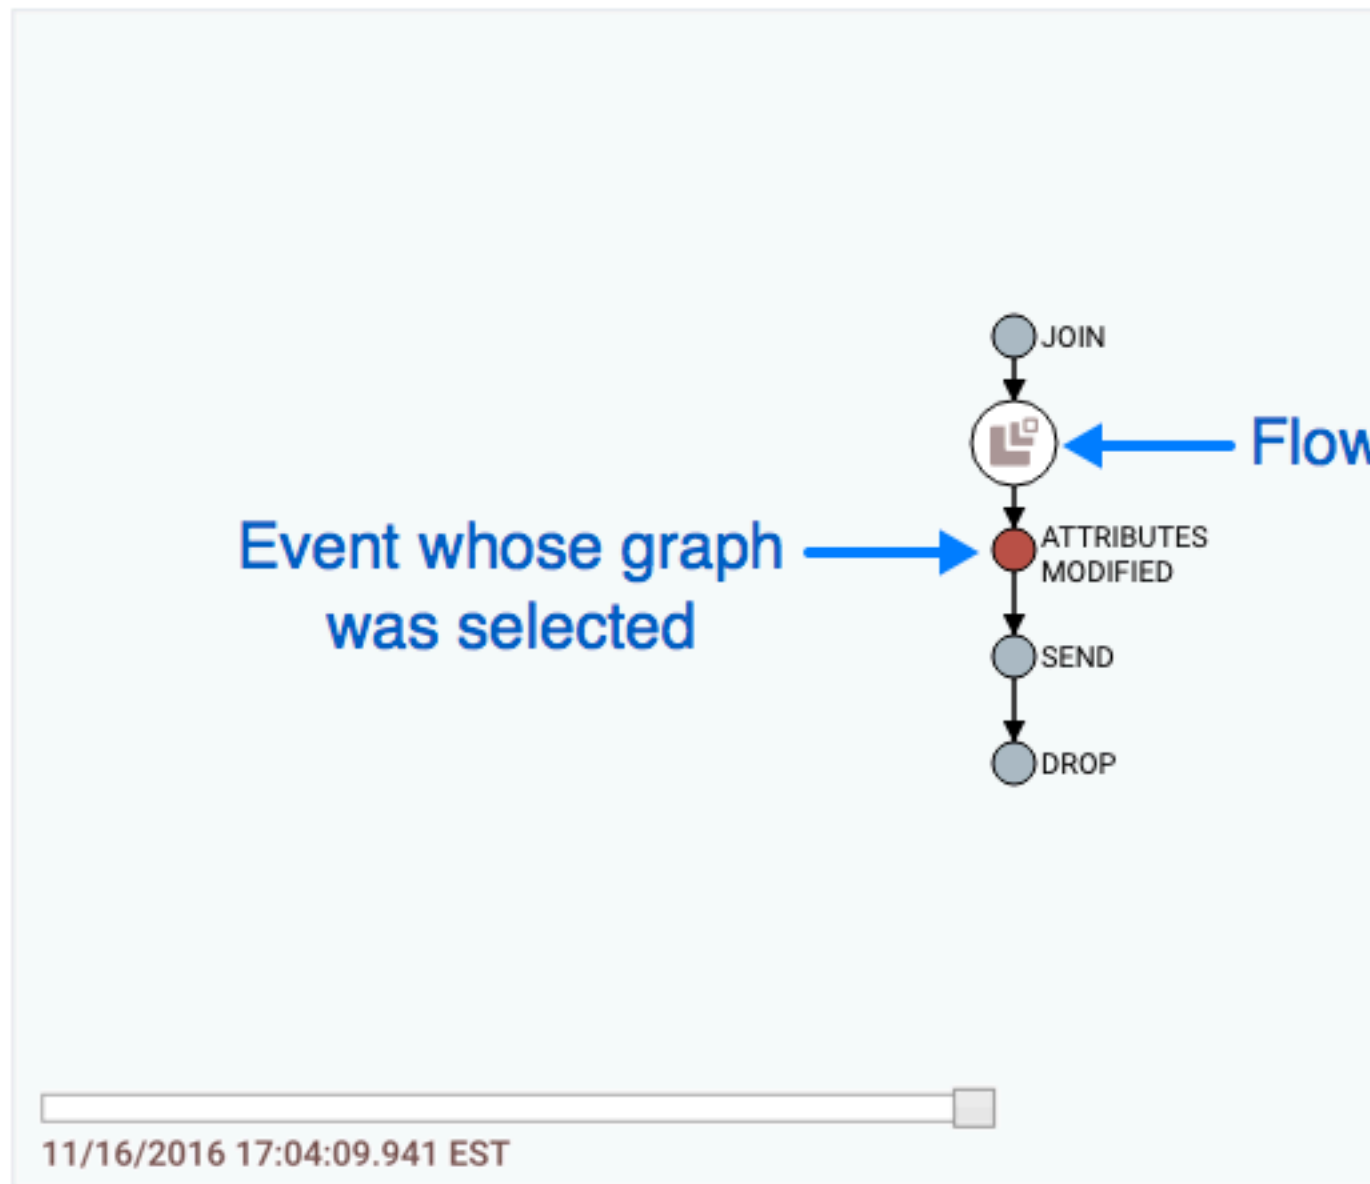 JOIN
Flow
Event whose graph
was selected
ATTRIBUTES
MODIFIED
SEND
DROP
11/16/2016 17:04:09.941 EST